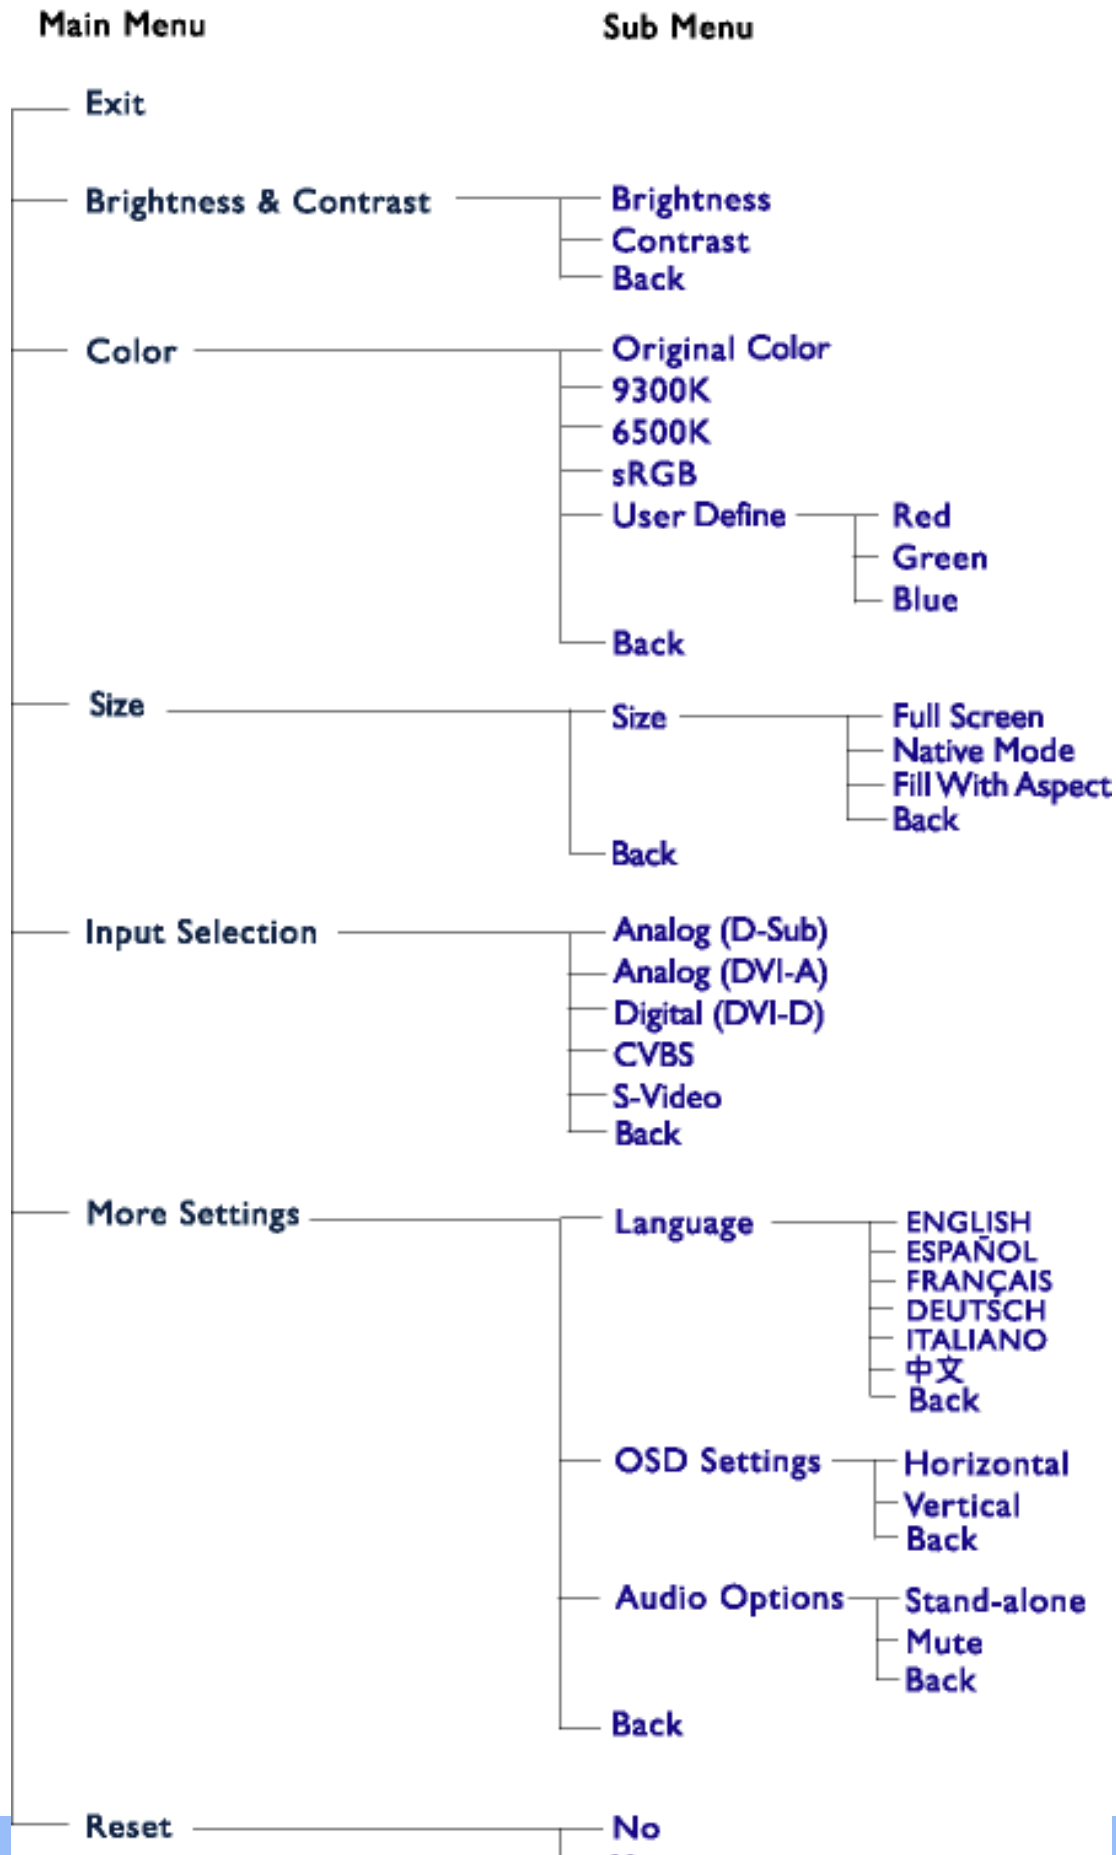 Main Menu Sub Menu
Exit
Brightness & Contrast Brightness
Contrast
Back
Color Original Color
9300K
6500K
sRGB
User Define Red
Green
Blue
Back
Size Size Full Screen
Native Mode
Fill With Aspect
Back
Back
Input Selection Analog (D-Sub)
Analog (DVI-A)
Digital (DVI-D)
CVBS
S-Video
Back
More Settings Language ENGLISH
ESPAÑOL
FRANÇAIS
DEUTSCH
ITALIANO
中文
Back
OSD Settings Horizontal
Vertical
Back
Audio Options Stand-alone
Mute
Back
Back
Reset No